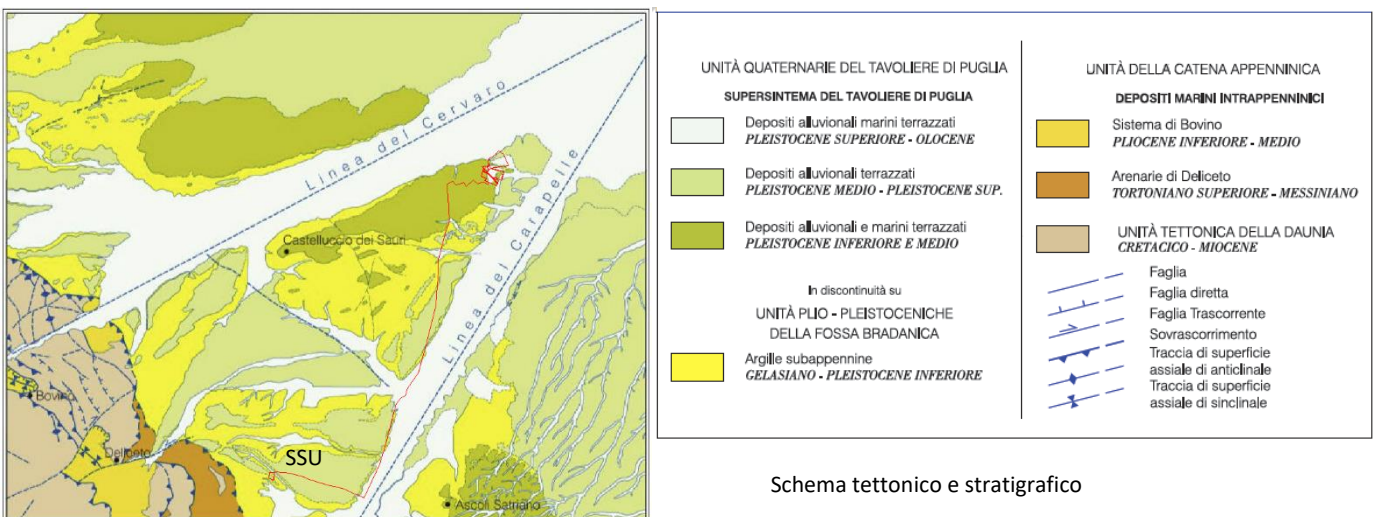 Linea del Cervaro
Linea del Carapelle
Castelluccio dei Sauri
Bovino
Deliceto
SSU
Ascoli Satriano
UNITÀ QUATERNARIE DEL TAVOLIERE DI PUGLIA
SUPERSINTEMA DEL TAVOLIERE DI PUGLIA
Depositi alluvionali marini terrazzati
PLEISTOCENE SUPERIORE - OLOCENE
Depositi alluvionali terrazzati
PLEISTOCENE MEDIO - PLEISTOCENE SUP.
Depositi alluvionali e marini terrazzati
PLEISTOCENE INFERIORE E MEDIO
In discontinuità su
UNITÀ PLIO - PLEISTOCENICHE
DELLA FOSSA BRADANICA
Argille subappennine
GELASIANO - PLEISTOCENE INFERIORE
UNITÀ DELLA CATENA APPENNINICA
DEPOSITI MARINI INTRAPPENNINICI
Sistema di Bovino
PLIOCENE INFERIORE - MEDIO
Arenarie di Deliceto
TORTONIANO SUPERIORE - MESSINIANO
UNITÀ TETTONICA DELLA DAUNIA
CRETACICO - MIOCENE
Faglia
Faglia diretta
Faglia Trascorrente
Sovrascorrimento
Traccia di superficie
assiale di anticlinale
Traccia di superficie
assiale di sinclinale
Schema tettonico e stratigrafico